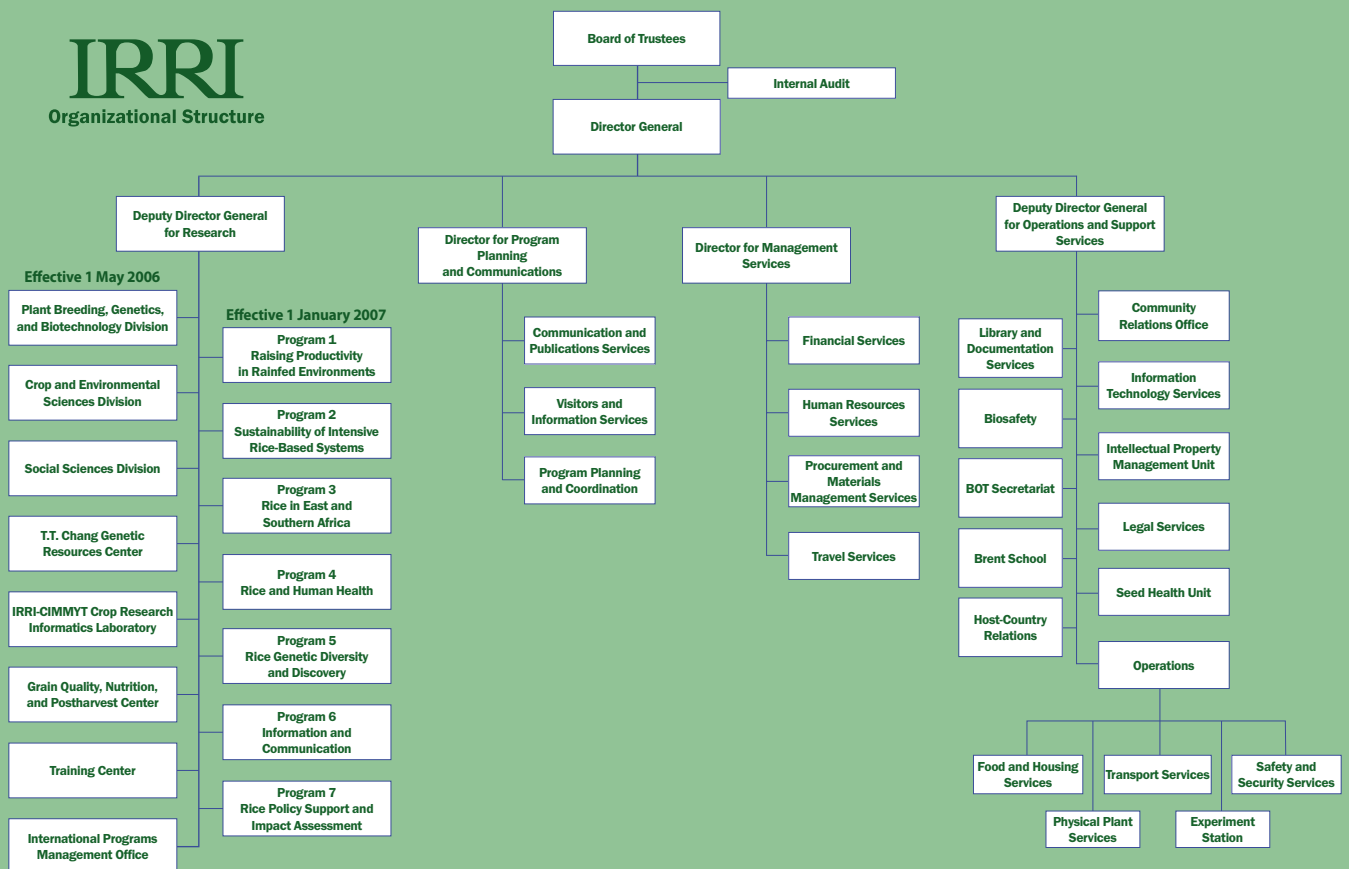 IRRI
Organizational Structure
Board of Trustees
Internal Audit
Director General
Deputy Director General
for Research
Director for Program
Planning
and Communications
Director for Management
Services
Deputy Director General
for Operations and Support
Services
Effective 1 May 2006
Plant Breeding, Genetics,
and Biotechnology Division
Crop and Environmental
Sciences Division
Social Sciences Division
T.T. Chang Genetic
Resources Center
IRRI-CIMMYT Crop Research
Informatics Laboratory
Grain Quality, Nutrition,
and Postharvest Center
Training Center
International Programs
Management Office
Effective 1 January 2007
Program 1
Raising Productivity
in Rainfed Environments
Program 2
Sustainability of Intensive
Rice-Based Systems
Program 3
Rice in East and
Southern Africa
Program 4
Rice and Human Health
Program 5
Rice Genetic Diversity
and Discovery
Program 6
Information and
Communication
Program 7
Rice Policy Support and
Impact Assessment
Communication and
Publications Services
Visitors and
Information Services
Program Planning
and Coordination
Financial Services
Human Resources
Services
Procurement and
Materials
Management Services
Travel Services
Library and
Documentation
Services
Biosafety
BOT Secretariat
Brent School
Host-Country
Relations
Community
Relations Office
Information
Technology Services
Intellectual Property
Management Unit
Legal Services
Seed Health Unit
Operations
Food and Housing
Services
Transport Services
Safety and
Security Services
Physical Plant
Services
Experiment
Station